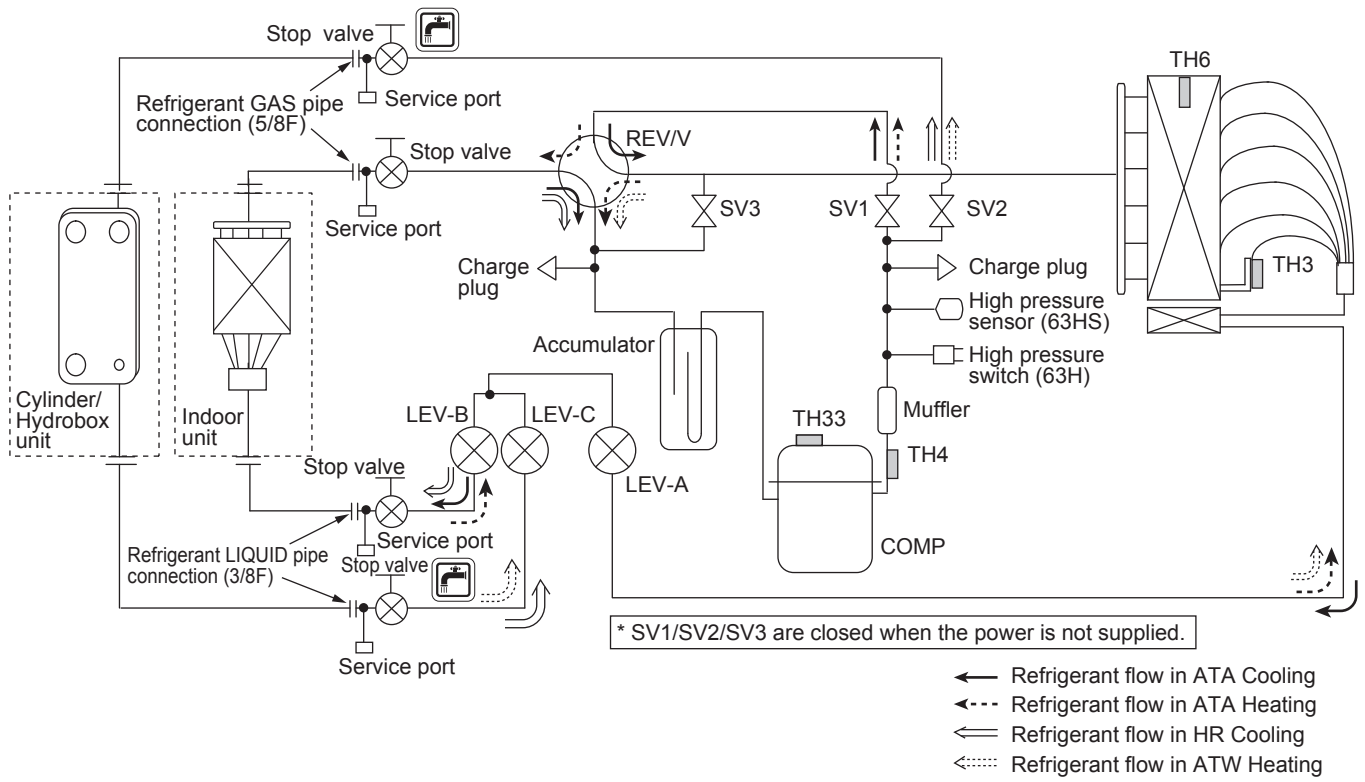 Stop valve
TH6
Refrigerant GAS pipe
connection (5/8F)
Service port
REV/V
Stop valve
Service port
SV3
SV1
SV2
TH3
Charge
plug
Charge plug
High pressure
sensor (63HS)
Accumulator
High pressure
switch (63H)
Cylinder/
Hydrobox
unit
Indoor
unit
LEV-B
LEV-C
Muffler
TH33
TH4
Stop valve
LEV-A
Service port
COMP
Refrigerant LIQUID pipe
connection (3/8F)
Stop valve
Service port
* SV1/SV2/SV3 are closed when the power is not supplied.
Refrigerant flow in ATA Cooling
Refrigerant flow in ATA Heating
Refrigerant flow in HR Cooling
Refrigerant flow in ATW Heating